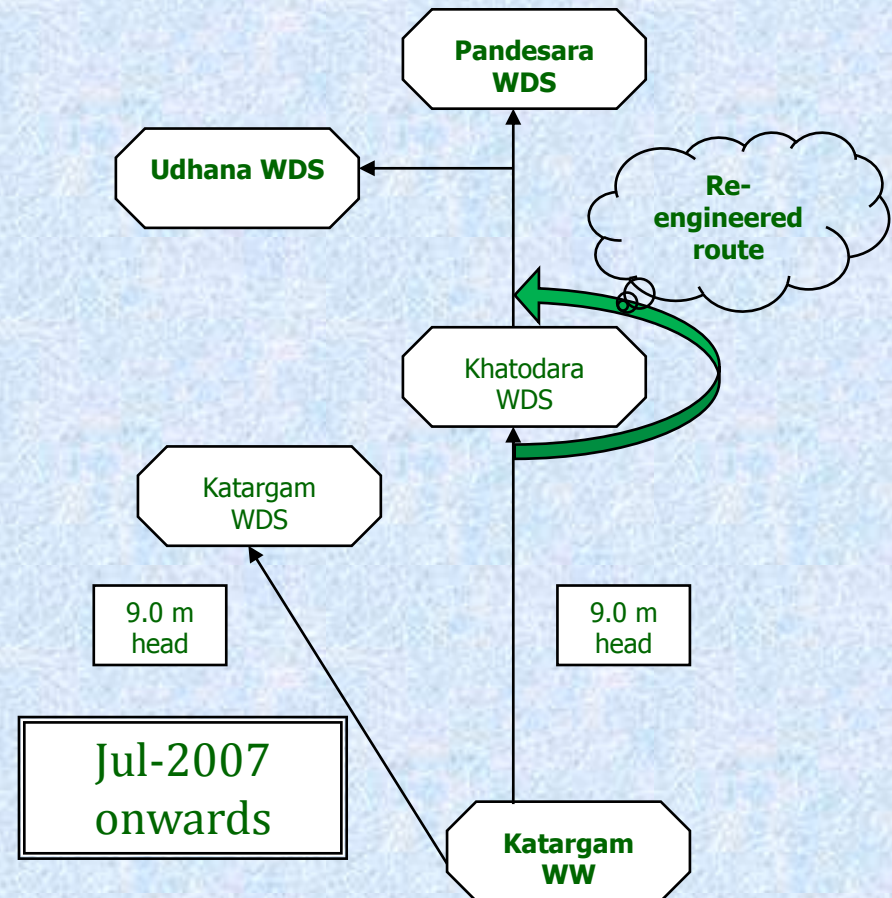 Pandesara
WDS
Udhana WDS
Re-
engineered
route
Khatodara
WDS
Katargam
WDS
9.0 m
head
9.0 m
head
Jul-2007
onwards
Katargam
WW